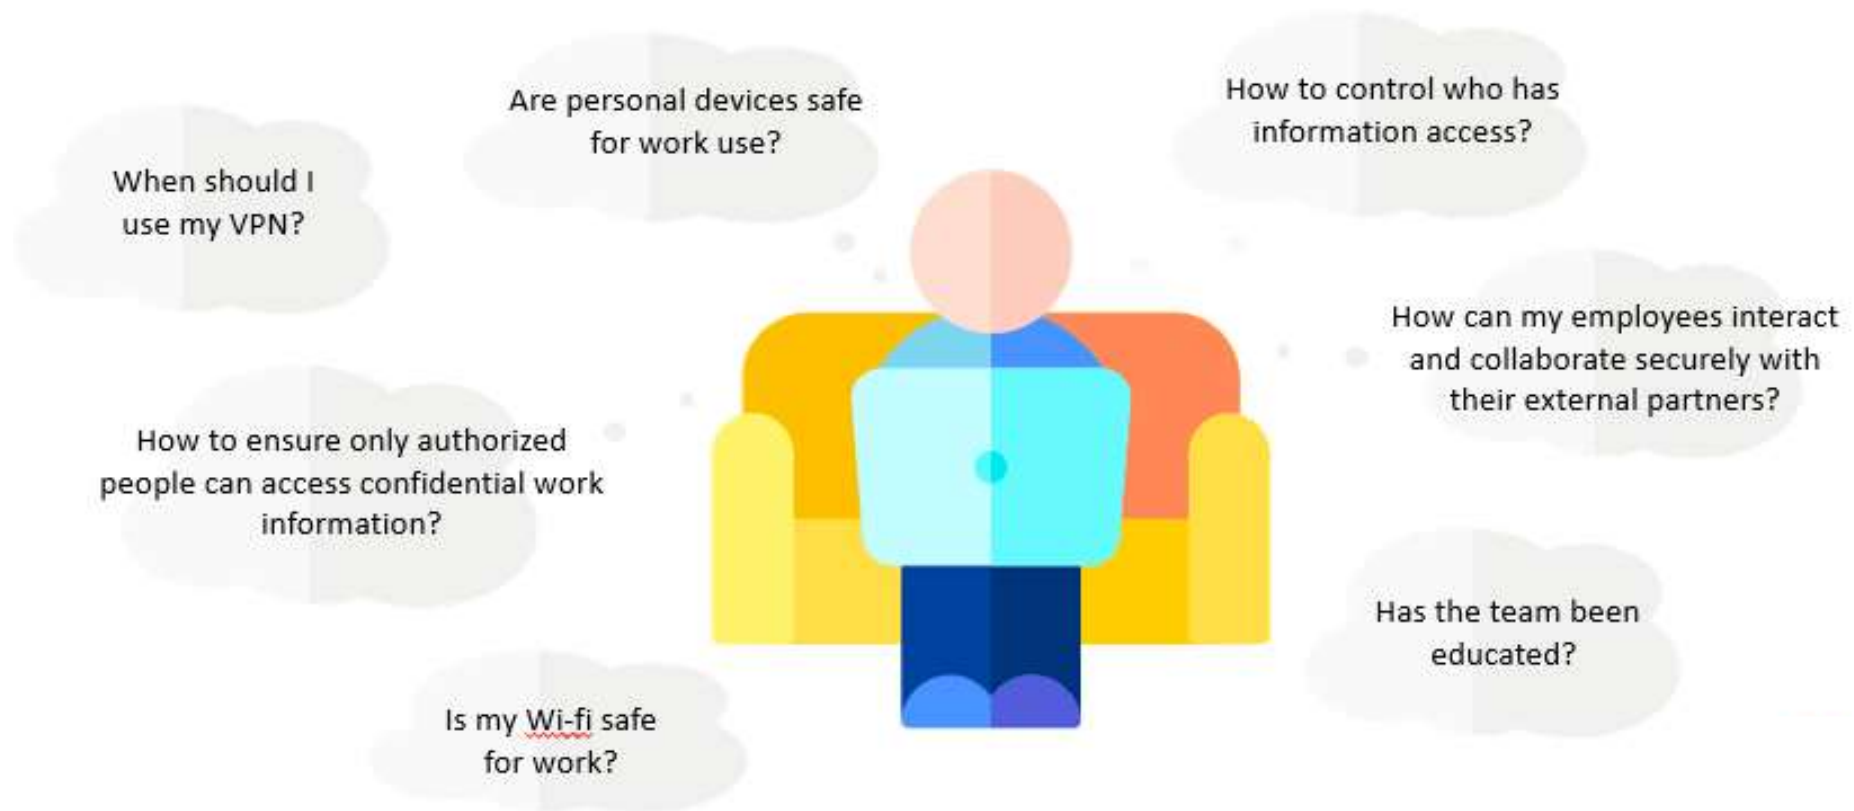 Are personal devices safe
for work use?
How to control who has
information access?
When should I
use my VPN?
How can my employees interact
and collaborate securely with
their external partners?
How to ensure only authorized
people can access confidential work
information?
Has the team been
educated?
Is my Wi-fi safe
for work?